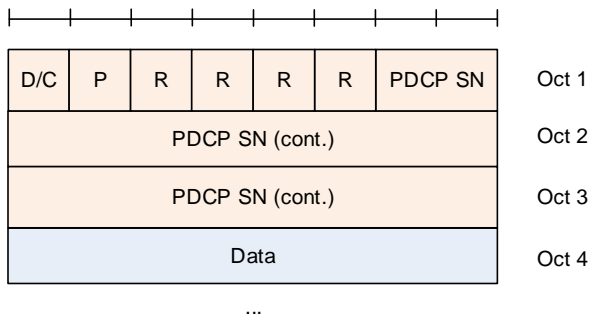 D/C P R R R R PDCP SN Oct 1
PDCP SN (cont.) Oct 2
PDCP SN (cont.) Oct 3
Data Oct 4
...